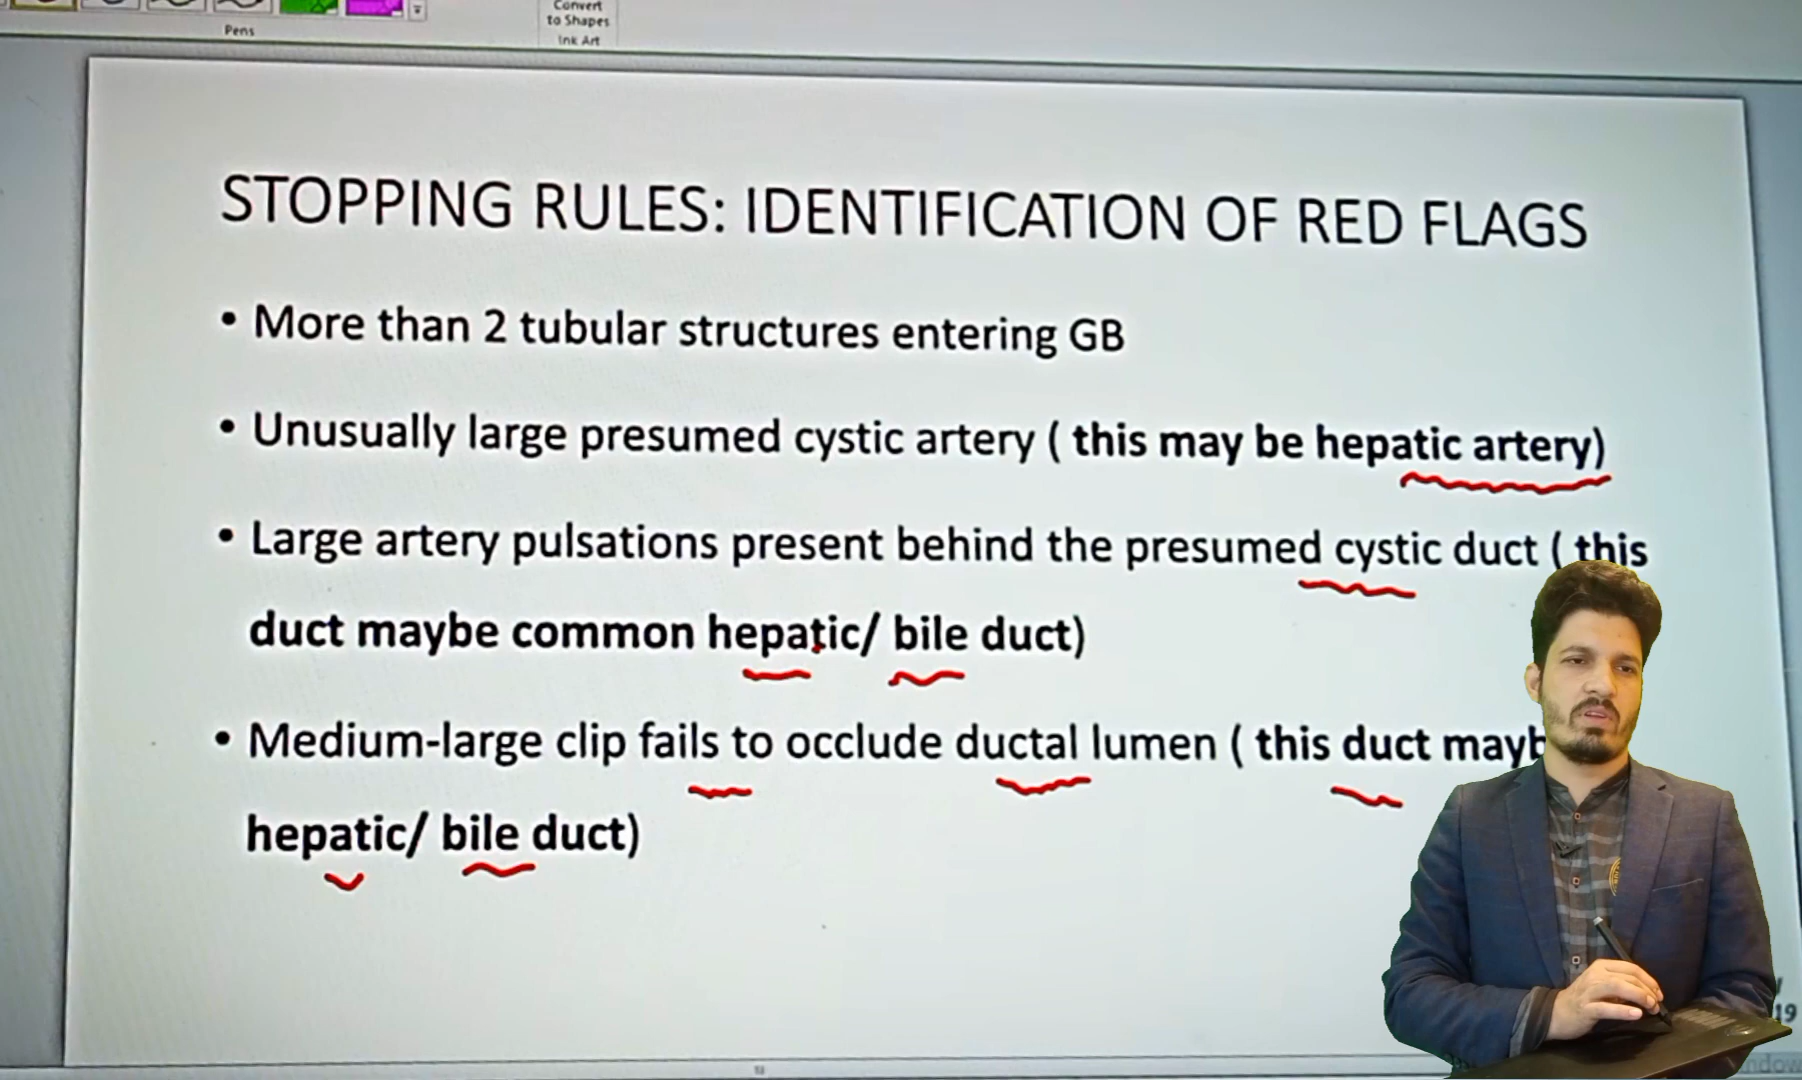 Pens
Convert
to Shapes
Ink Art
STOPPING RULES: IDENTIFICATION OF RED FLAGS
• More than 2 tubular structures entering GB
• Unusually large presumed cystic artery ( this may be hepatic artery)
• Large artery pulsations present behind the presumed cystic duct ( this
duct maybe common hepatic/ bile duct)
• Medium-large clip fails to occlude ductal lumen ( this duct mayb
hepatic/ bile duct)
19